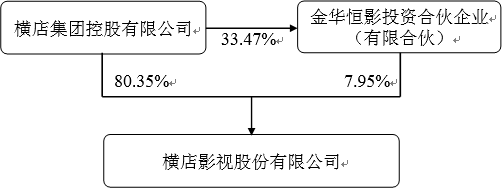 横店集团控股有限公司
33.47%
金华恒影投资合伙企业
（有限合伙）
80.35%
7.95%
横店影视股份有限公司